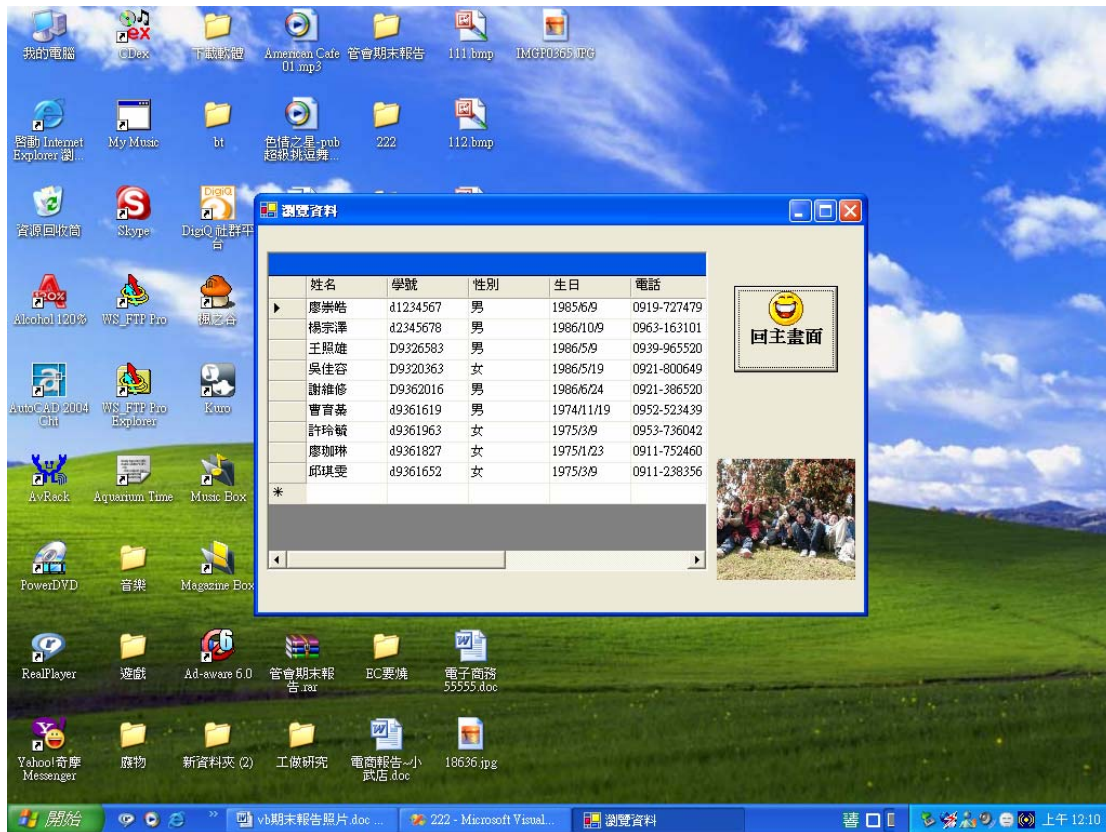 我的電腦
CDex
下載軟體
American Cafe 01.mp3
管會期末報告
111.bmp
IMGP0365.JPG
啟動 Internet Explorer 瀏...
My Music
bt
色情之星-pub 超級挑逗舞...
222
112.bmp
資源回收筒
Skype
DigiQ 社群平台
瀏覽資料
姓名 學號 性別 生日 電話
廖崇皓 d1234567 男 1985/6/9 0919-727479
楊宗澤 d2345678 男 1986/10/9 0963-163101
王照雄 D9326583 男 1986/5/9 0939-965520
吳佳容 D9320363 女 1986/5/19 0921-800649
謝維修 D9362016 男 1986/6/24 0921-386520
曹育棻 d9361619 男 1974/11/19 0952-523439
許玲毓 d9361963 女 1975/3/9 0953-736042
廖珈琳 d9361827 女 1975/1/23 0911-752460
邱琪雯 d9361652 女 1975/3/9 0911-238356
回主畫面
Alcohol 120%
WS_FTP Pro
楓之谷
AutoCAD 2004 Cht
WS_FTP Pro Explorer
Kuro
AvRack
Aquarium Time
Music Box
PowerDVD
音樂
Magazine Box
RealPlayer
遊戲
Ad-aware 6.0
管會期末報告.rar
EC要燒
電子商務55555.doc
Yahoo!奇摩 Messenger
廢物
新資料夾 (2)
工做研究
電商報告~小武店.doc
18636.jpg
開始
vb期末報告照片.doc ...
222 - Microsoft Visual...
瀏覽資料
上午 12:10